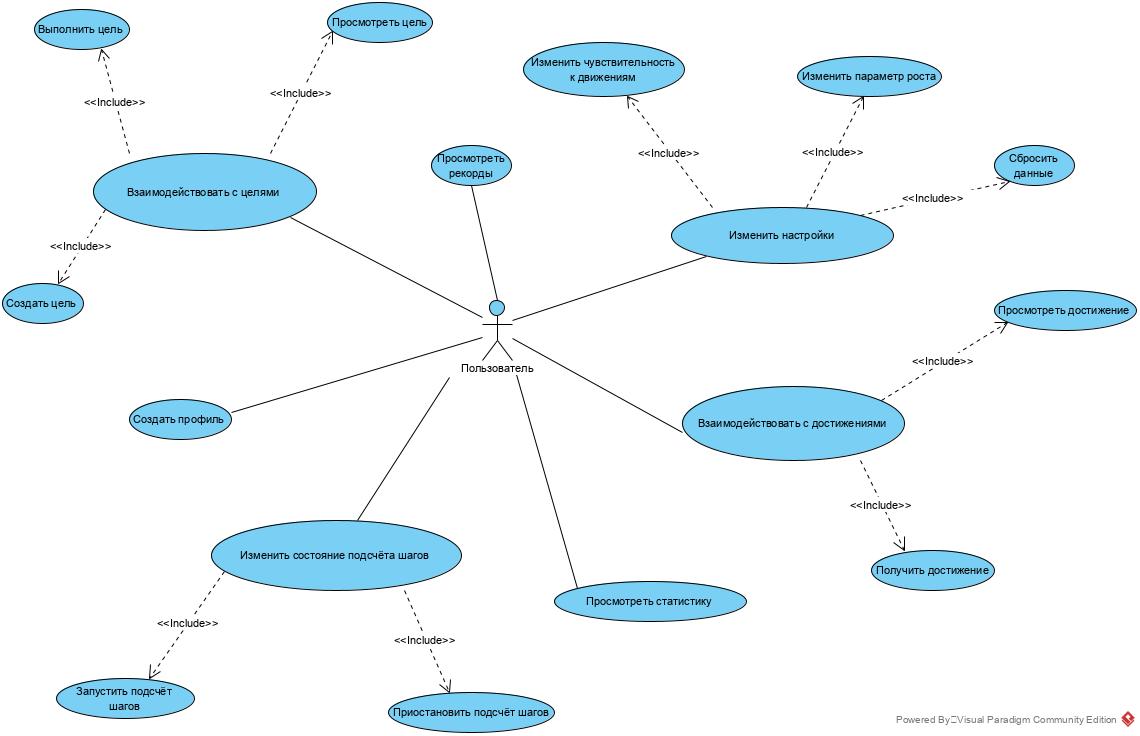 Выполнить цель
Просмотреть цель
<<Include>>
<<Include>>
Взаимодействовать с целями
<<Include>>
Создать цель
Просмотреть
рекорды
Изменить чувствительность
к движениям
Изменить параметр роста
Сбросить
данные
<<Include>>
<<Include>>
<<Include>>
Изменить настройки
Пользователь
Просмотреть достижение
<<Include>>
Взаимодействовать с достижениями
<<Include>>
Получить достижение
Создать профиль
Изменить состояние подсчёта шагов
<<Include>>
<<Include>>
Запустить подсчёт
шагов
Приостановить подсчёт шагов
Просмотреть статистику
Powered By Visual Paradigm Community Edition